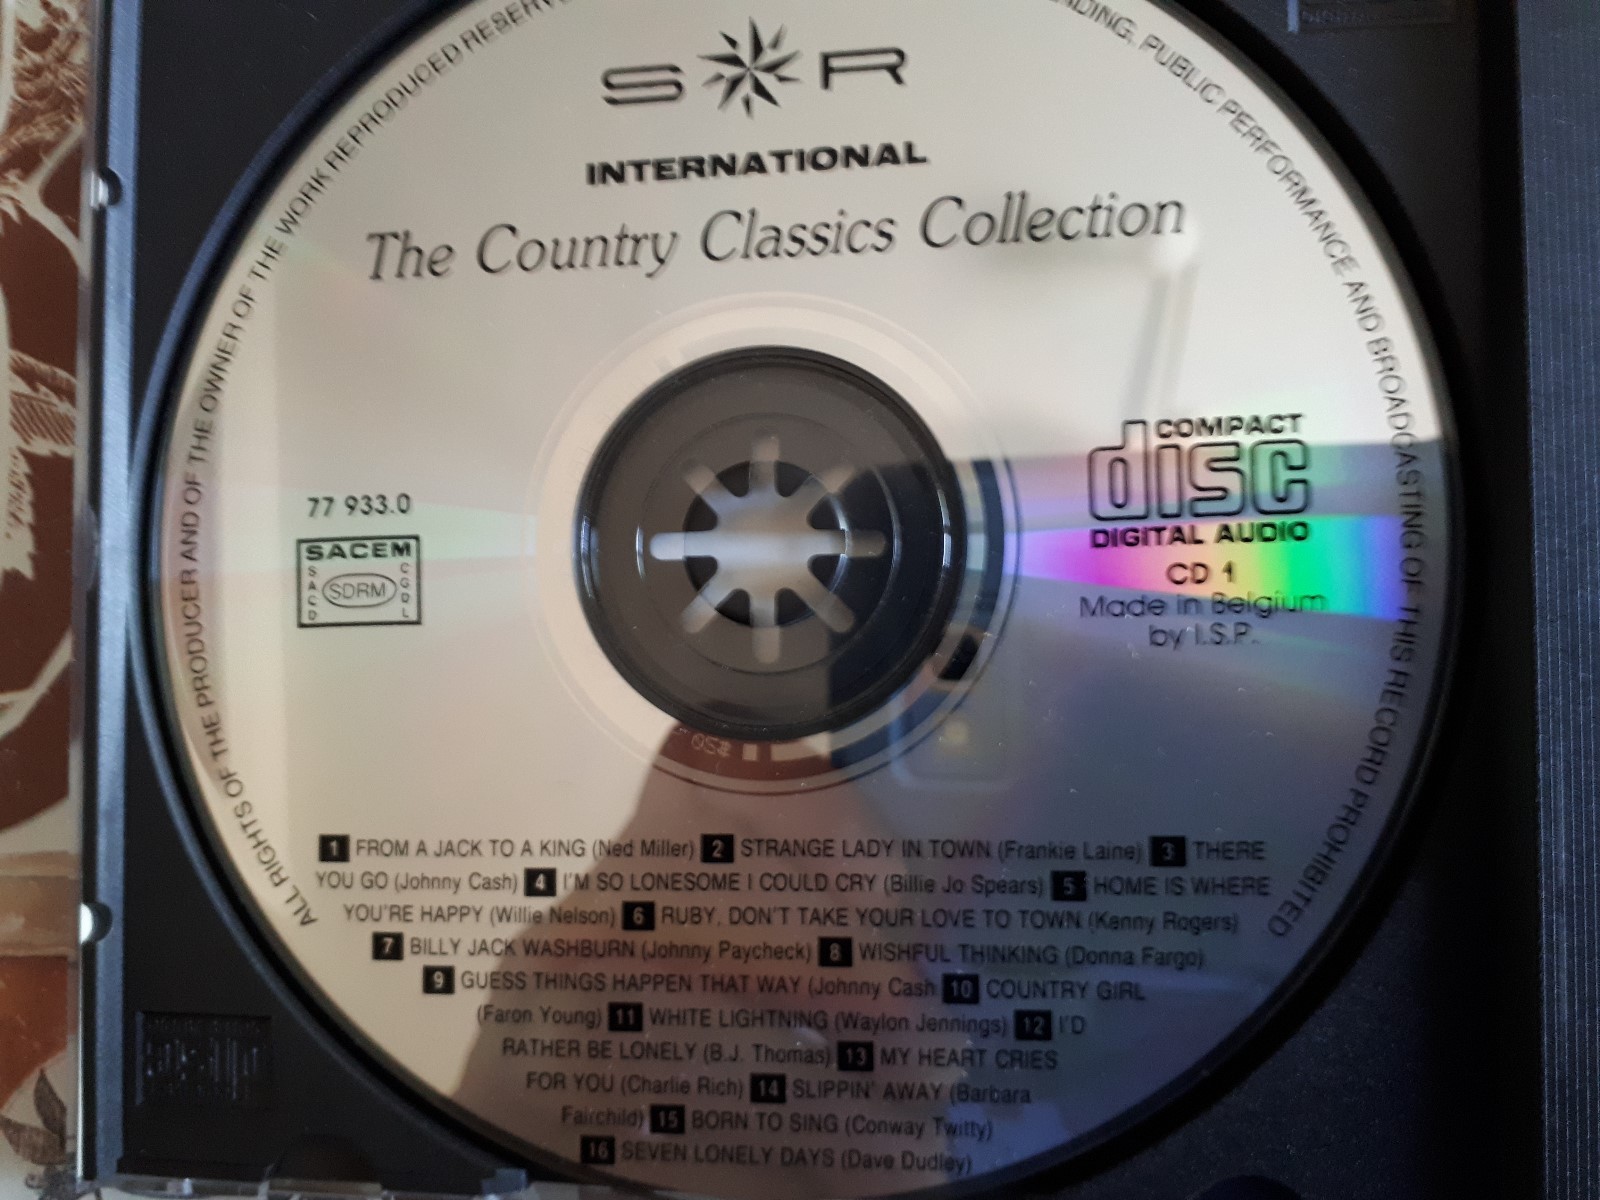 S R
INTERNATIONAL
The Country Classics Collection
77 933.0
SACEM
SACD
SDRM
CGDL
COMPACT
disc
DIGITAL AUDIO
CD 1
Made in Belgium
by I.S.P.
1 FROM A JACK TO A KING (Ned Miller) 2 STRANGE LADY IN TOWN (Frankie Laine) 3 THERE
YOU GO (Johnny Cash) 4 I'M SO LONESOME I COULD CRY (Billie Jo Spears) 5 HOME IS WHERE
YOU'RE HAPPY (Willie Nelson) 6 RUBY, DON'T TAKE YOUR LOVE TO TOWN (Kenny Rogers)
7 BILLY JACK WASHBURN (Johnny Paycheck) 8 WISHFUL THINKING (Donna Fargo)
9 GUESS THINGS HAPPEN THAT WAY (Johnny Cash 10 COUNTRY GIRL
(Faron Young) 11 WHITE LIGHTNING (Waylon Jennings) 12 I'D
RATHER BE LONELY (B.J. Thomas) 13 MY HEART CRIES
FOR YOU (Charlie Rich) 14 SLIPPIN' AWAY (Barbara
Fairchild) 15 BORN TO SING (Conway Twitty)
16 SEVEN LONELY DAYS (Dave Dudley)
ALL RIGHTS OF THE PRODUCER AND OF THE OWNER OF THE WORK REPRODUCED
PUBLIC PERFORMANCE AND BROADCASTING OF THIS RECORD PROHIBITED